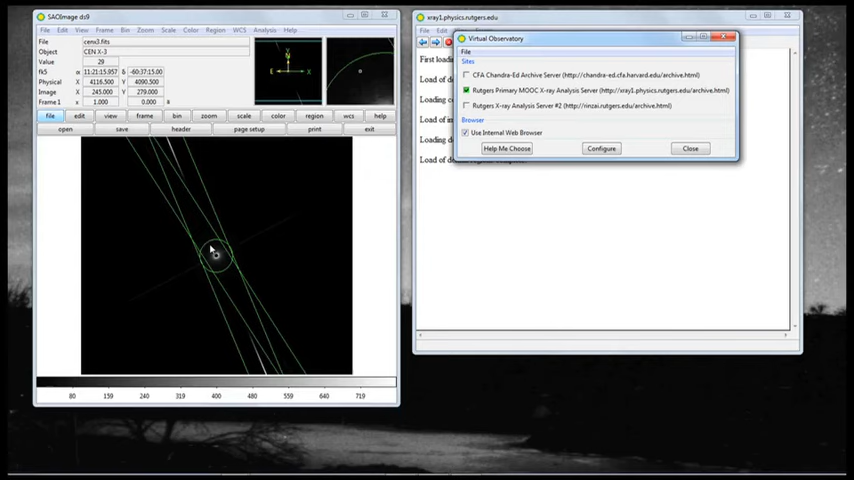 SAOImage ds9
File Edit View Frame Bin Zoom Scale Color Region WCS Analysis Help
File cenx3.fits
Object CEN X-3
Value 29
fk5 α 11:21:15.957 δ -60:37:15.00
Physical X 4116.500 Y 4090.500
Image X 245.000 Y 279.000
Frame 1 x 1.000 0.000 °
N
E X
file edit view frame bin zoom scale color region wcs help
open save header page setup print exit
80 159 240 319 400 479 559 639 719
xray1.physics.rutgers.edu
File Edit
First loadin
Load of d
Loading c
Load of in
Loading d
Load of d
Virtual Observatory
File
Sites
CFA Chandra-Ed Archive Server (http://chandra-ed.cfa.harvard.edu/archive.html)
Rutgers Primary MOOC X-ray Analysis Server (http://xray1.physics.rutgers.edu/archive.html)
Rutgers X-ray Analysis Server #2 (http://rinzai.rutgers.edu/archive.html)
Browser
Use Internal Web Browser
Help Me Choose Configure Close